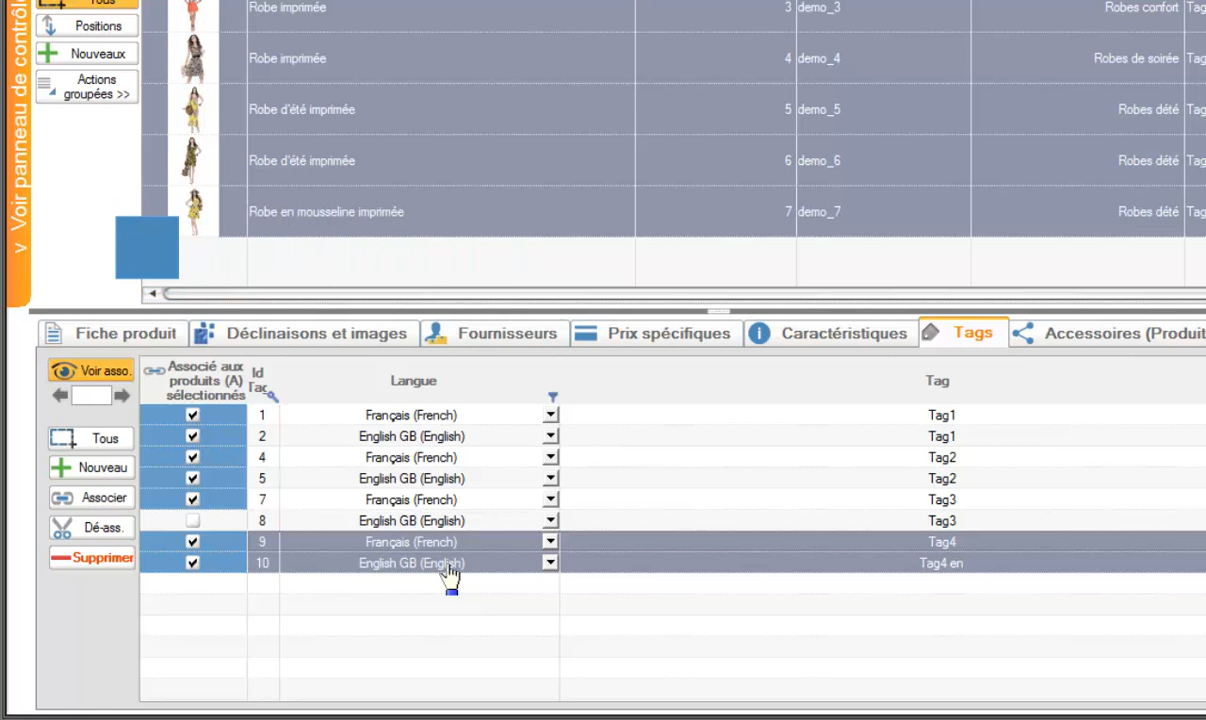 Tous
Positions
Nouveaux
Actions
groupées >>
v Voir panneau de contrôle
Robe imprimée 3 demo_3 Robes confort Tag
Robe imprimée 4 demo_4 Robes de soirée Tag
Robe d'été imprimée 5 demo_5 Robes dété Tag
Robe d'été imprimée 6 demo_6 Robes dété Tag
Robe en mousseline imprimée 7 demo_7 Robes dété Tag
Fiche produit Déclinaisons et images Fournisseurs Prix spécifiques Caractéristiques Tags Accessoires (Produit
Voir asso.
Tous
Nouveau
Associer
Dé-ass.
Supprimer
Associé aux
produits (A)
sélectionnés
Id
Tag
Langue
Tag
1 Français (French) Tag1
2 English GB (English) Tag1
4 Français (French) Tag2
5 English GB (English) Tag2
7 Français (French) Tag3
8 English GB (English) Tag3
9 Français (French) Tag4
10 English GB (English) Tag4 en